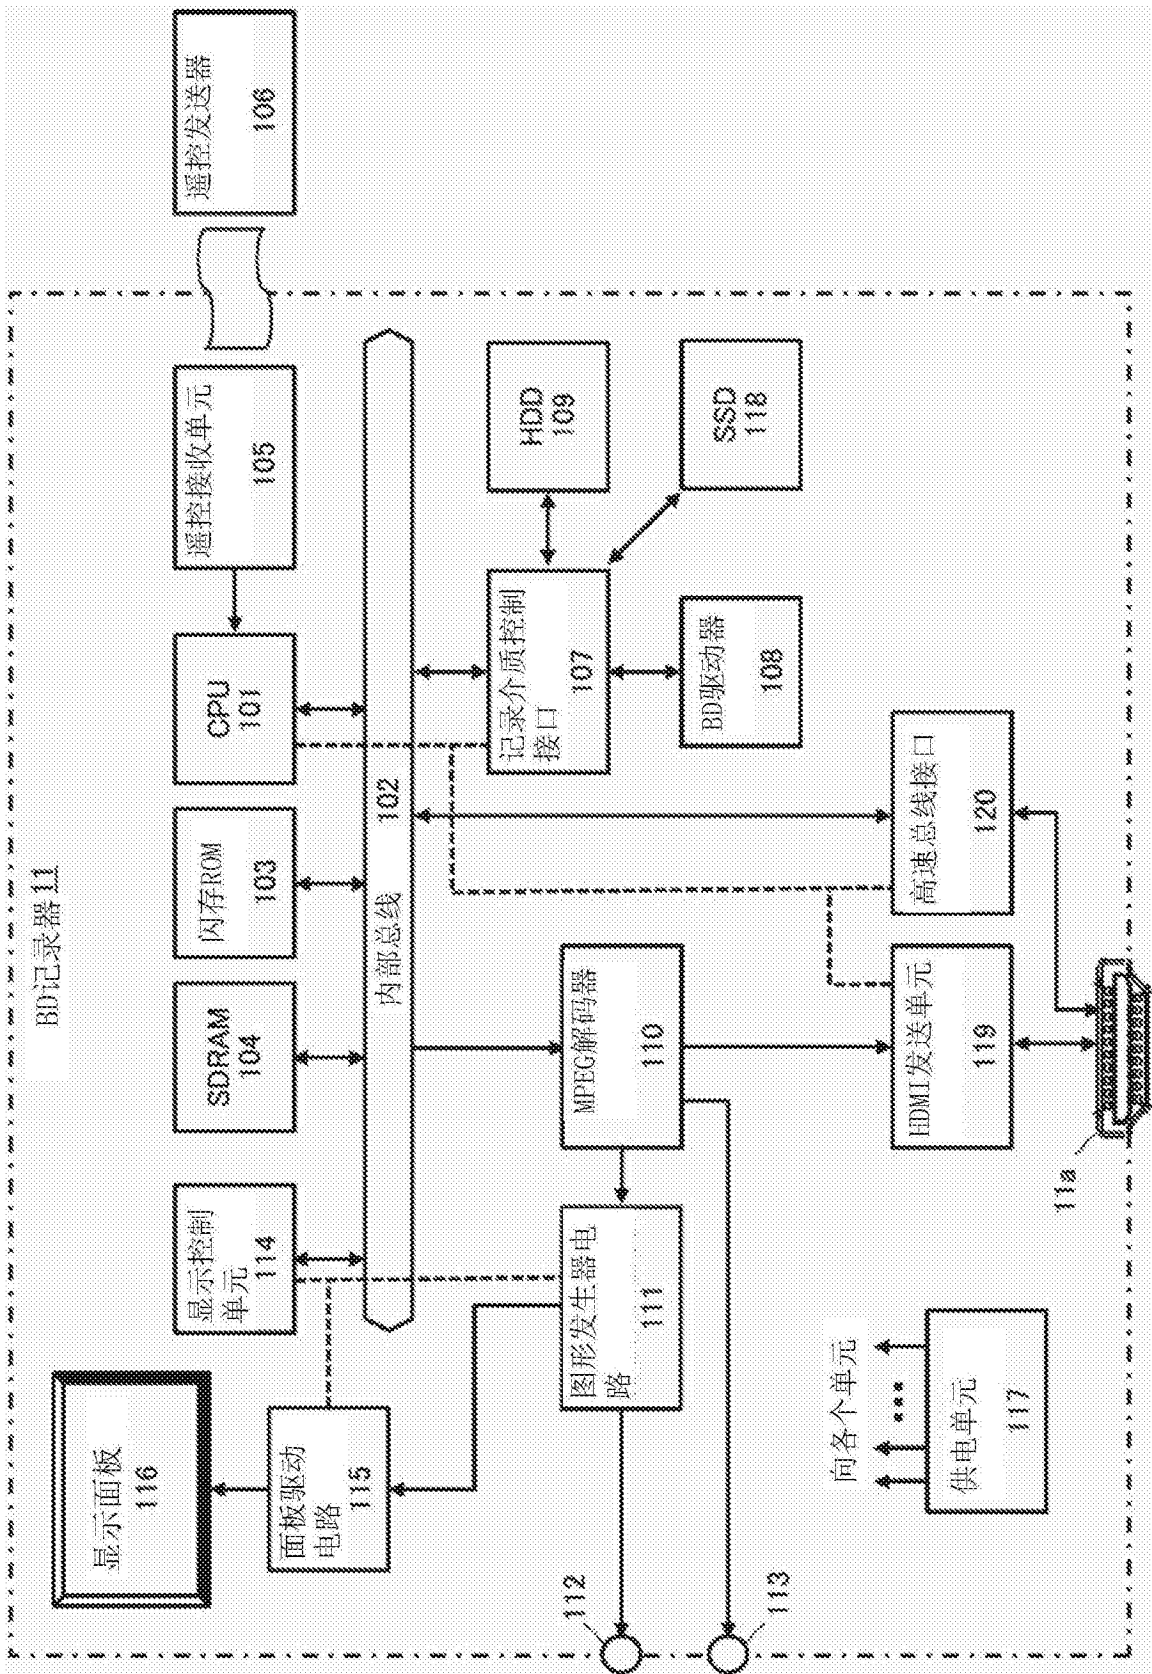 BD记录器11
显示面板
116
面板驱动
电路
115
显示控制
单元
114
SDRAM
104
闪存ROM
103
CPU
101
遥控接收单元
105
遥控发送器
106
内部总线
102
图形发生器电
路
111
MPEG解码器
110
记录介质控制
接口
107
HDD
109
SSD
118
BD驱动器
108
112
113
向各个单元
供电单元
117
HDMI发送单元
119
高速总线接口
120
11a